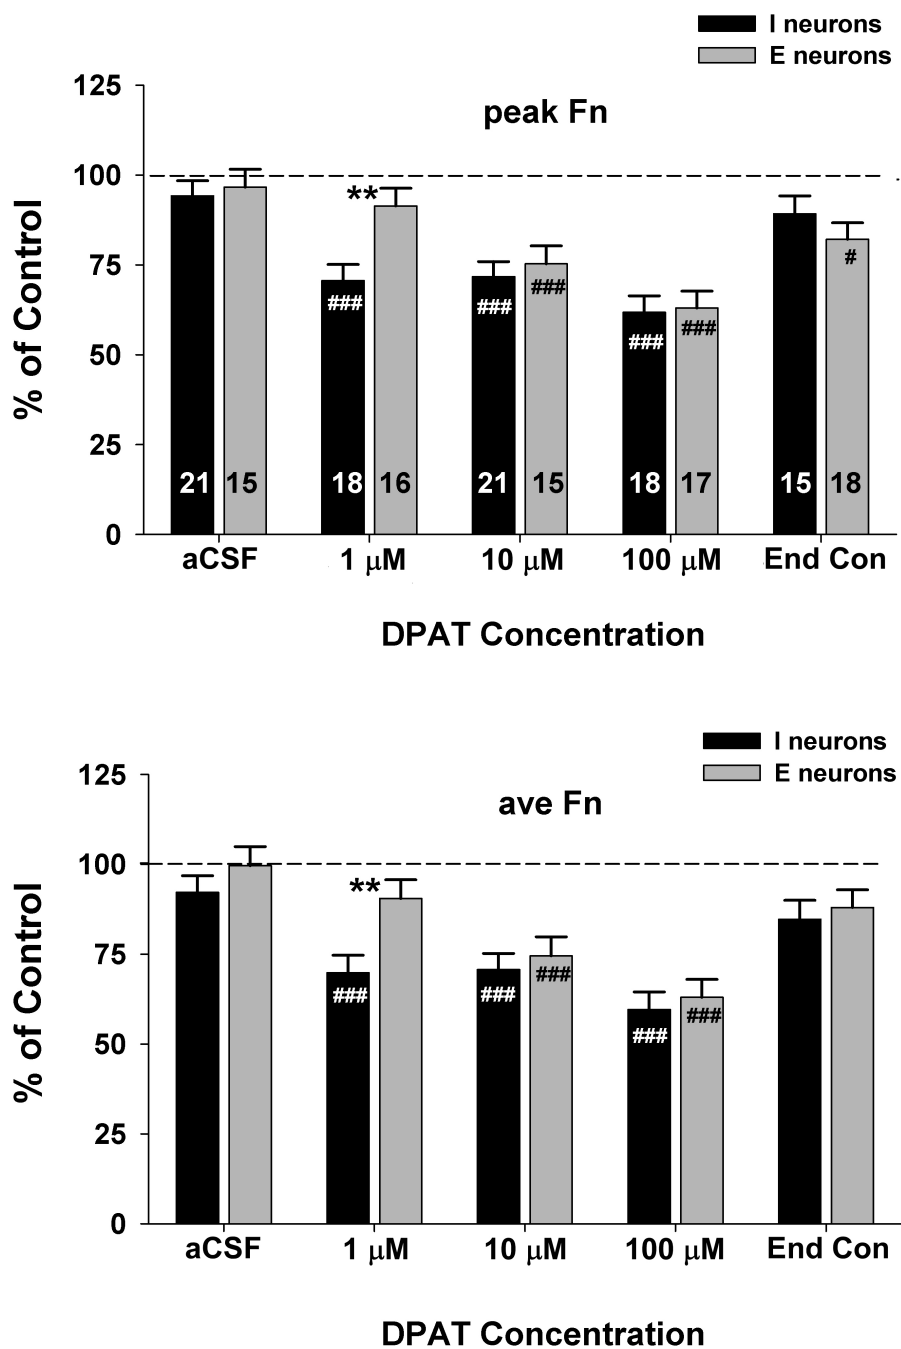 I neurons
E neurons
peak Fn
% of Control
125
100
75
50
25
0
**
###
###
###
###
###
#
21 15 18 16 21 15 18 17 15 18
aCSF 1 μM 10 μM 100 μM End Con
DPAT Concentration
I neurons
E neurons
ave Fn
% of Control
125
100
75
50
25
0
**
###
###
###
###
###
aCSF 1 μM 10 μM 100 μM End Con
DPAT Concentration